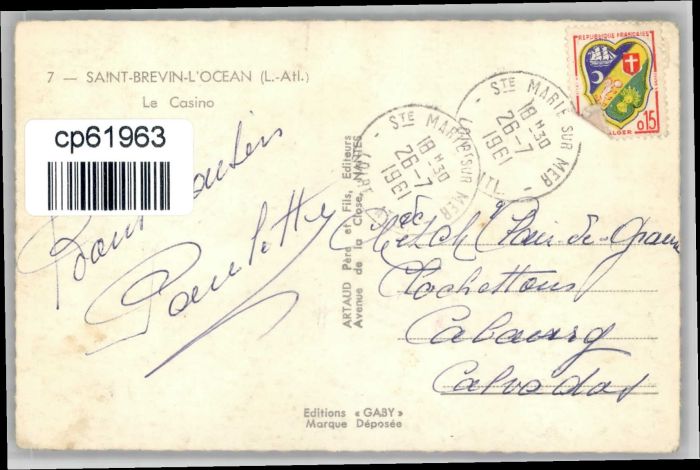 7 — SAINT-BREVIN-L'OCEAN (L.-Atl.)
Le Casino
cp61963
Bons
Paulette
ARTAUD Père et Fils, Editeurs
Avenue de la Close, NANTES
STE MARIE SUR MER
18 H 30
26-7
1961
STE MARIE SUR MER
18 H 30
26-7
1961
REPUBLIQUE FRANÇAISE
0,15
ALGER
Clochettons
Cabourg
Calvados
Editions « GABY »
Marque Déposée